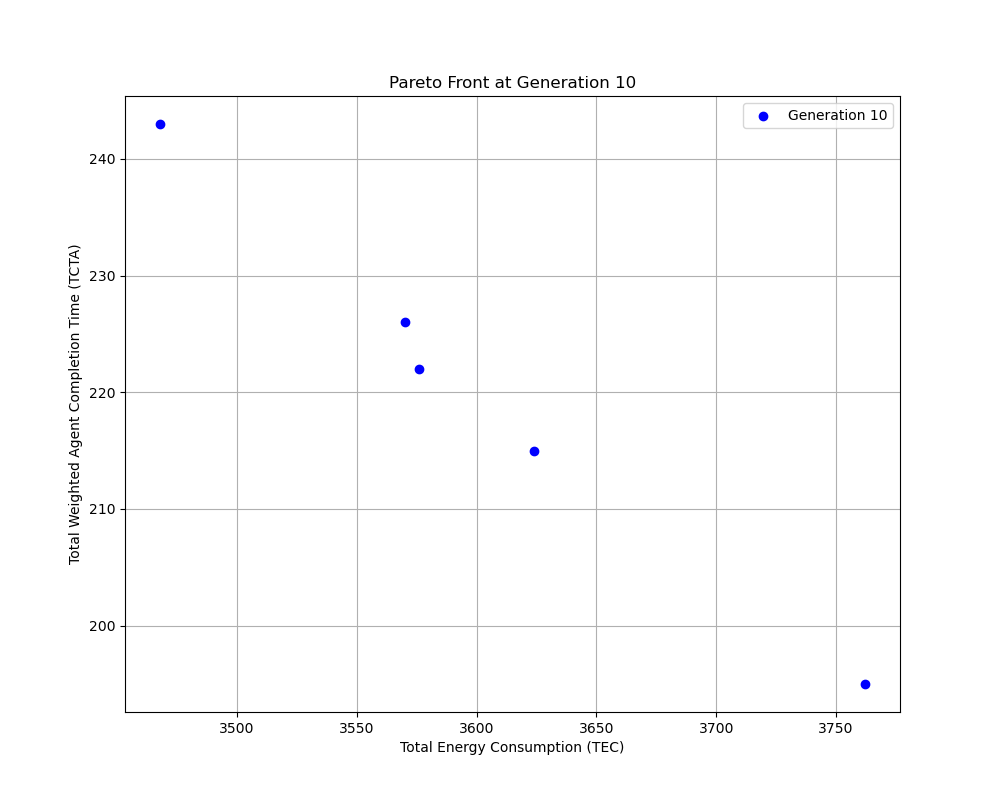 Pareto Front at Generation 10
Generation 10
240
230
220
210
200
Total Weighted Agent Completion Time (TCTA)
3500 3550 3600 3650 3700 3750
Total Energy Consumption (TEC)